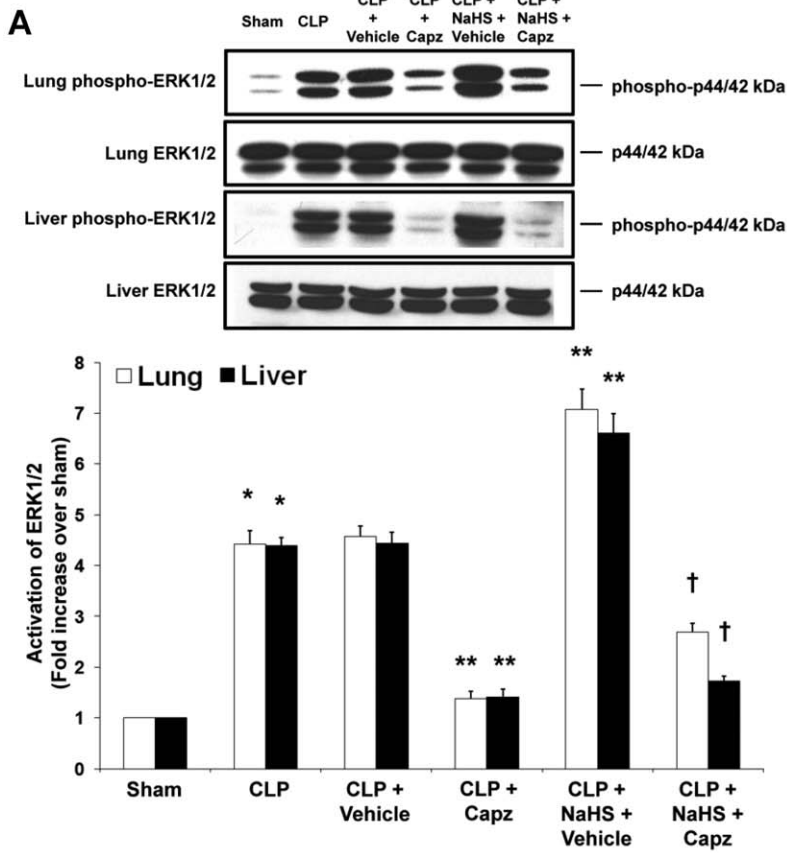 A
Sham CLP CLP + Vehicle CLP + Capz CLP + NaHS + Vehicle CLP + NaHS + Capz
Lung phospho-ERK1/2 phospho-p44/42 kDa
Lung ERK1/2 p44/42 kDa
Liver phospho-ERK1/2 phospho-p44/42 kDa
Liver ERK1/2 p44/42 kDa
Lung Liver
Activation of ERK1/2
(Fold increase over sham)
8
7
6
5
4
3
2
1
0
* *
** **
** **
† †
Sham CLP CLP + CLP + CLP + CLP +
Vehicle Capz NaHS + NaHS +
Vehicle Capz